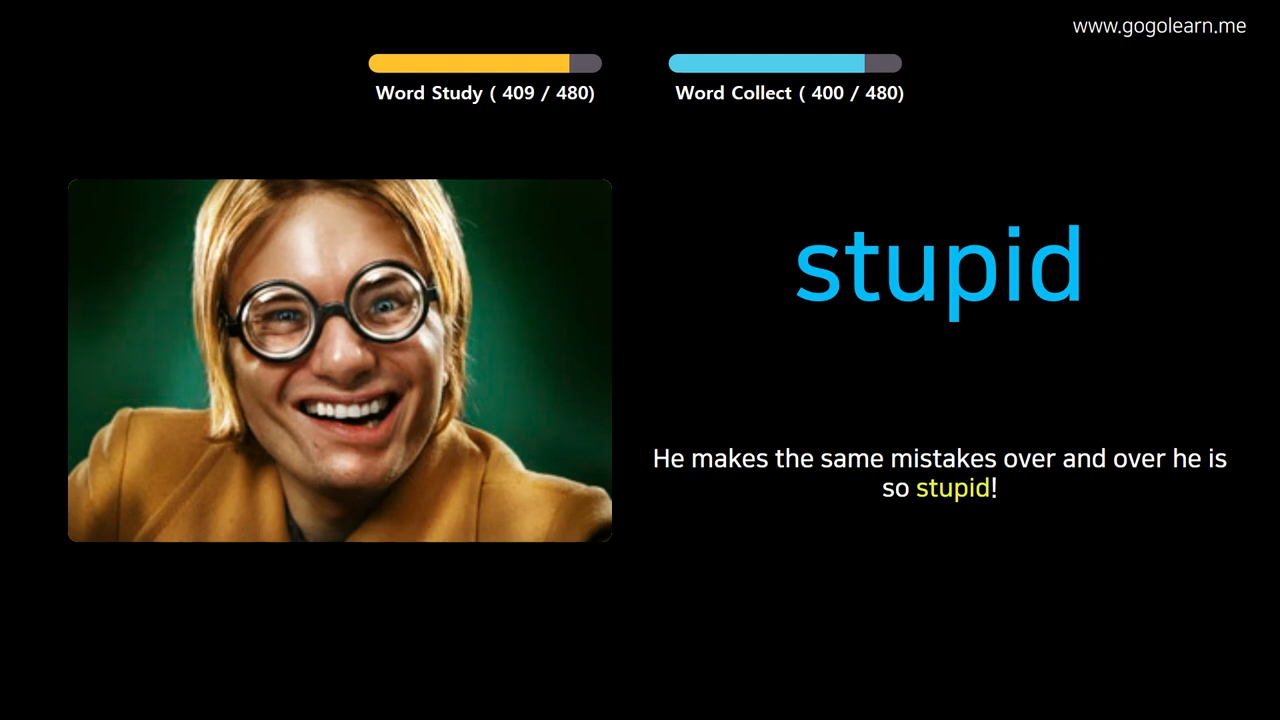 www.gogolearn.me
Word Study ( 409 / 480)
Word Collect ( 400 / 480)
stupid
He makes the same mistakes over and over he is
so stupid!